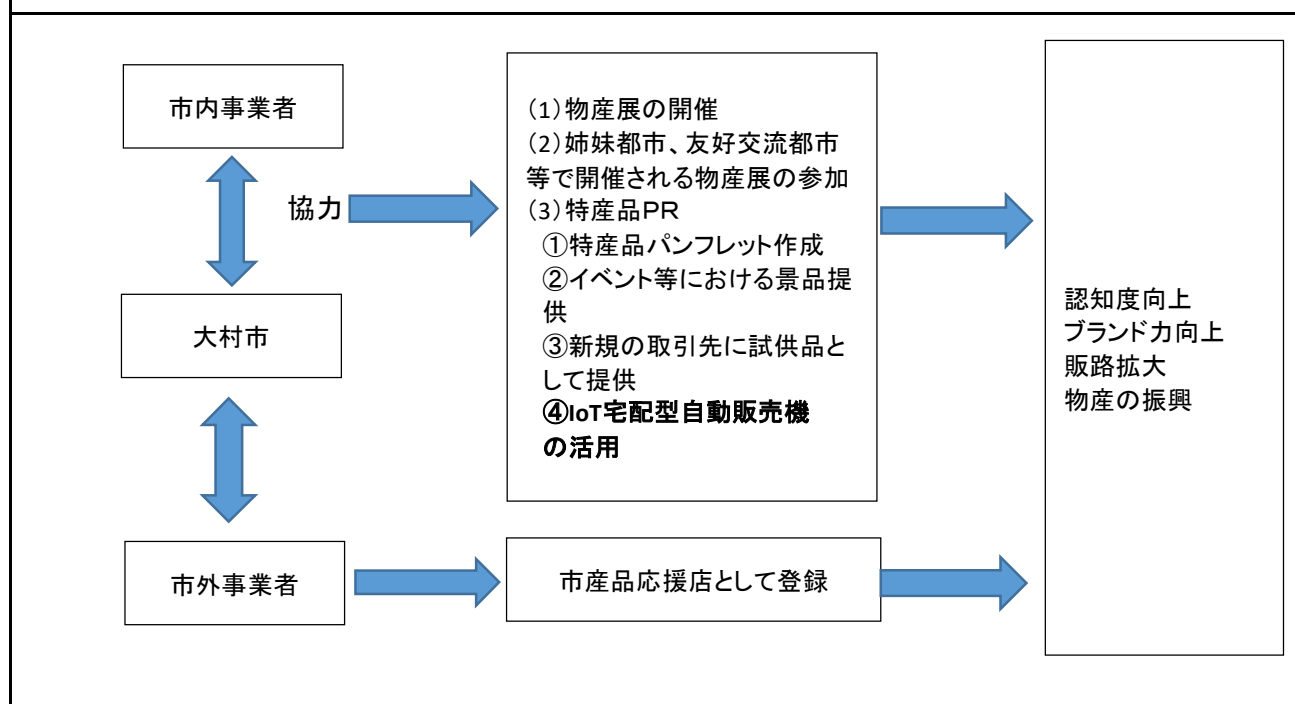 市内事業者
協力
大村市
市外事業者
(1)物産展の開催
(2)姉妹都市、友好交流都市
等で開催される物産展の参加
(3)特産品PR
①特産品パンフレット作成
②イベント等における景品提
供
③新規の取引先に試供品と
して提供
④IoT宅配型自動販売機
の活用
市産品応援店として登録
認知度向上
ブランド力向上
販路拡大
物産の振興